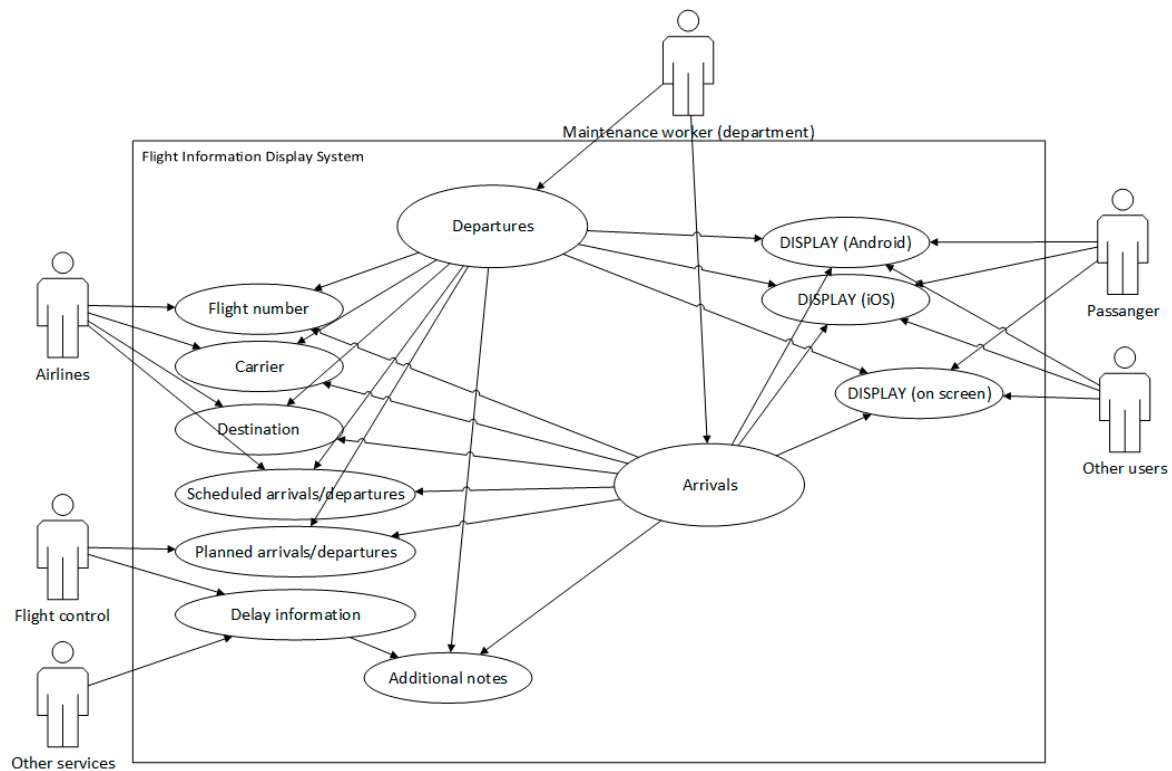 Maintenance worker (department)
Flight Information Display System
Departures
DISPLAY (Android)
DISPLAY (iOS)
Passanger
Flight number
Airlines
Carrier
DISPLAY (on screen)
Destination
Other users
Arrivals
Scheduled arrivals/departures
Planned arrivals/departures
Flight control
Delay information
Additional notes
Other services